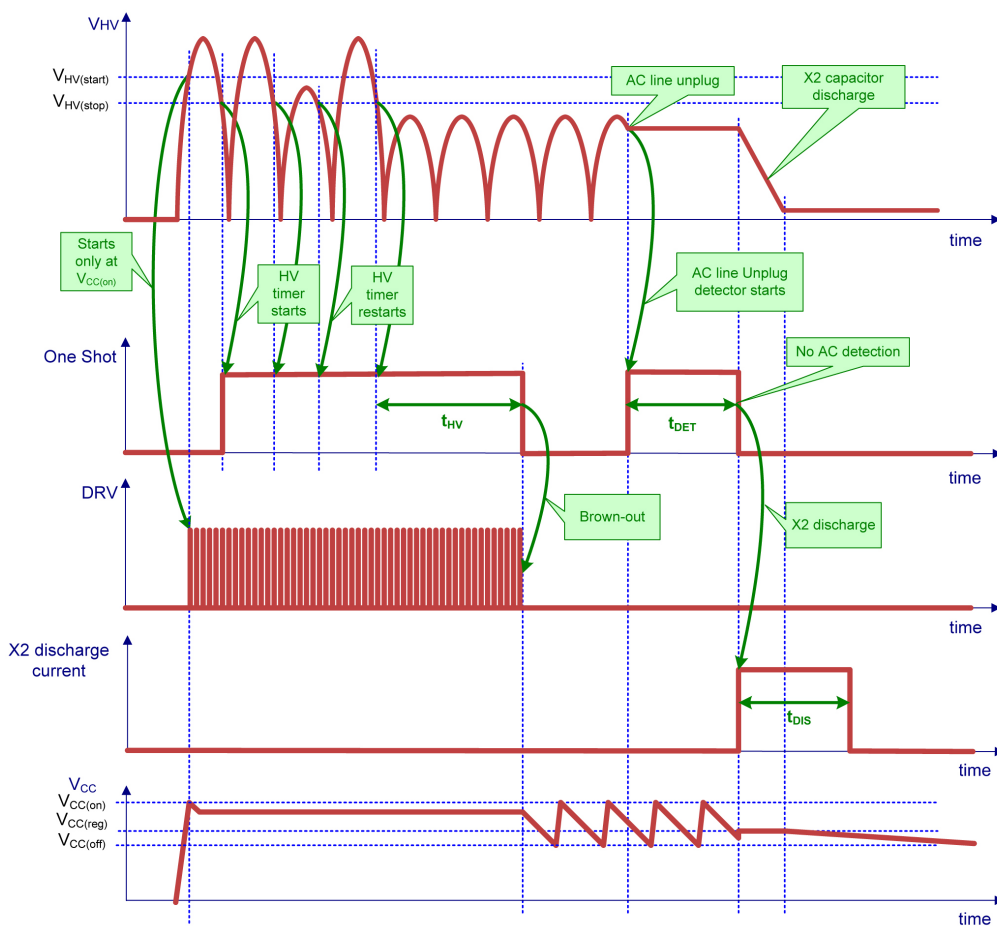 VHV
VHV(start)
VHV(stop)
AC line unplug
X2 capacitor
discharge
time
Starts
only at
VCC(on)
HV
timer
starts
HV
timer
restarts
AC line Unplug
detector starts
One Shot
No AC detection
tHV
tDET
time
DRV
Brown-out
X2 discharge
time
X2 discharge
current
tDIS
time
VCC
VCC(on)
VCC(reg)
VCC(off)
time